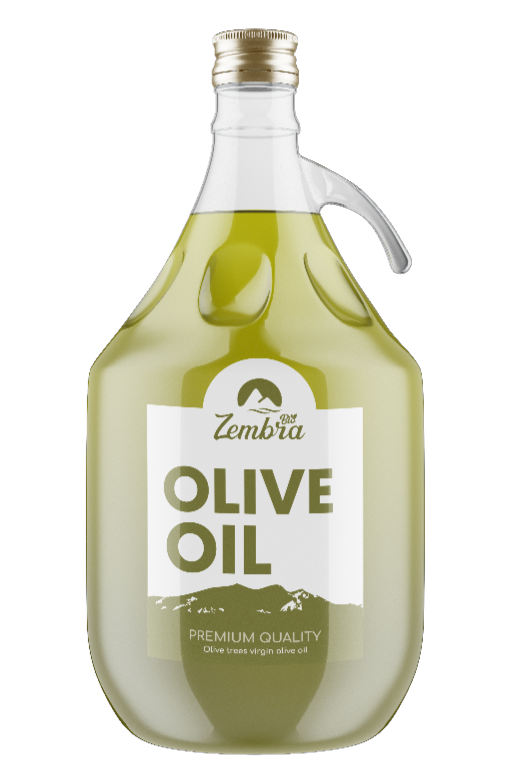 Bio
Zembra
OLIVE
OIL
PREMIUM QUALITY
Olive trees virgin olive oil